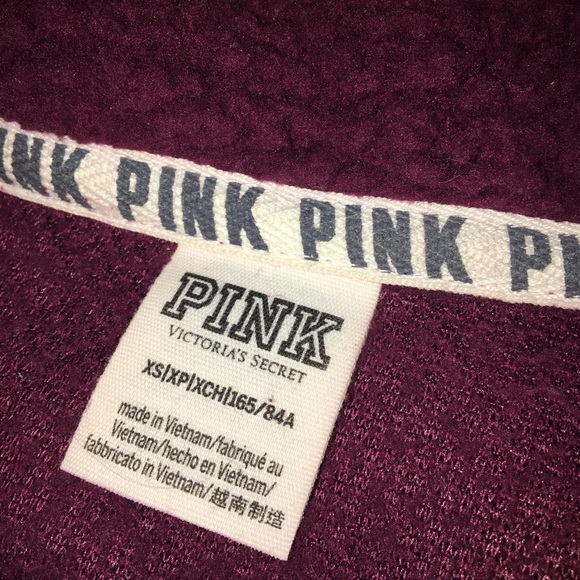 INK PINK PINK PINK PI
PINK
VICTORIA'S SECRET
XS|XP|XCH|165/84A
made in Vietnam/fabriqué au
Vietnam/hecho en Vietnam/
fabbricato in Vietnam/越南制造